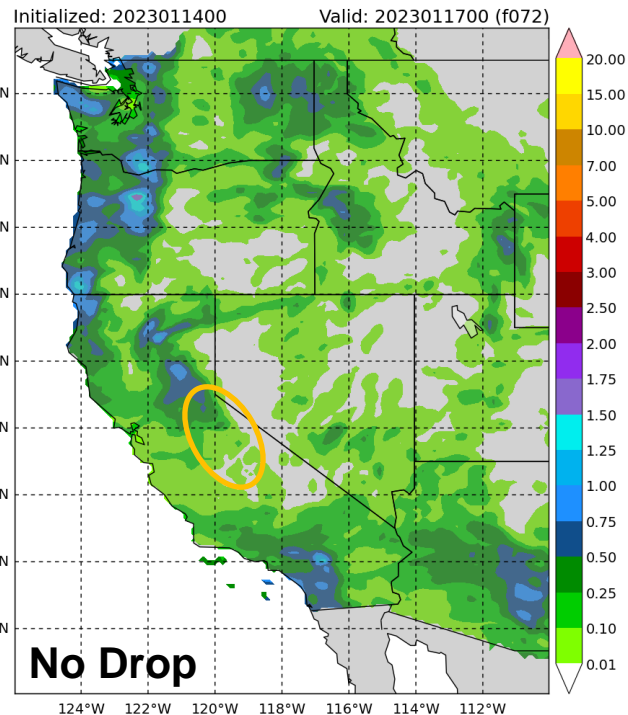 Initialized: 2023011400 Valid: 2023011700 (f072)
20.00
N
15.00
10.00
N
7.00
5.00
N
4.00
3.00
N
2.50
2.00
N
1.75
1.50
N
1.25
1.00
N
0.75
0.50
N
0.25
0.10
N
No Drop
0.01
124°W 122°W 120°W 118°W 116°W 114°W 112°W